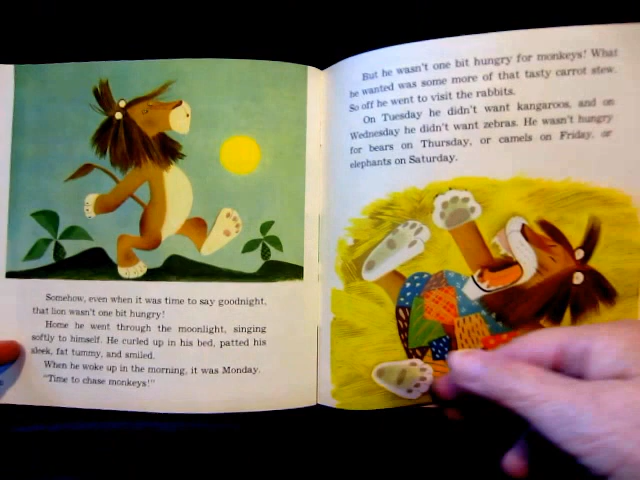 Somehow, even when it was time to say goodnight,
that lion wasn't one bit hungry!
Home he went through the moonlight, singing
softly to himself. He curled up in his bed, patted his
sleek, fat tummy, and smiled.
When he woke up in the morning, it was Monday.
"Time to chase monkeys!"
But he wasn't one bit hungry for monkeys! What
he wanted was some more of that tasty carrot stew.
So off he went to visit the rabbits.
On Tuesday he didn't want kangaroos, and on
Wednesday he didn't want zebras. He wasn't hungry
for bears on Thursday, or camels on Friday, or
elephants on Saturday.